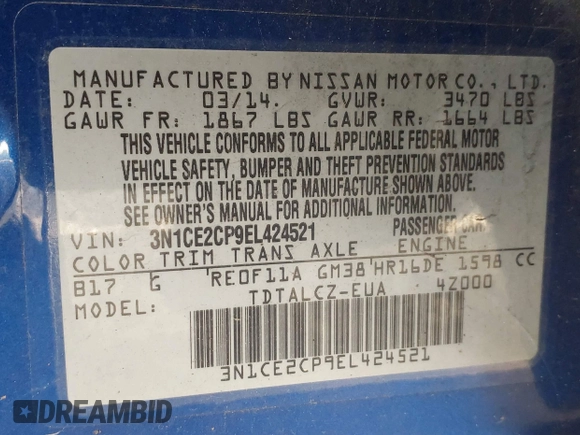 MANUFACTURED BY NISSAN MOTOR CO., LTD.
DATE: 03/14. GVWR: 3470 LBS
GAWR FR: 1867 LBS GAWR RR: 1664 LBS
THIS VEHICLE CONFORMS TO ALL APPLICABLE FEDERAL MOTOR
VEHICLE SAFETY, BUMPER AND THEFT PREVENTION STANDARDS
IN EFFECT ON THE DATE OF MANUFACTURE SHOWN ABOVE.
SEE OWNER'S MANUAL FOR ADDITIONAL INFORMATION.
VIN: 3N1CE2CP9EL424521 PASSENGER CAR
COLOR TRIM TRANS AXLE ENGINE
B17 G RE0F11A GM38 HR16DE 1598 CC
MODEL: TDTALCZ-EUA 4Z000
3N1CE2CP9EL424521
DREAMBID